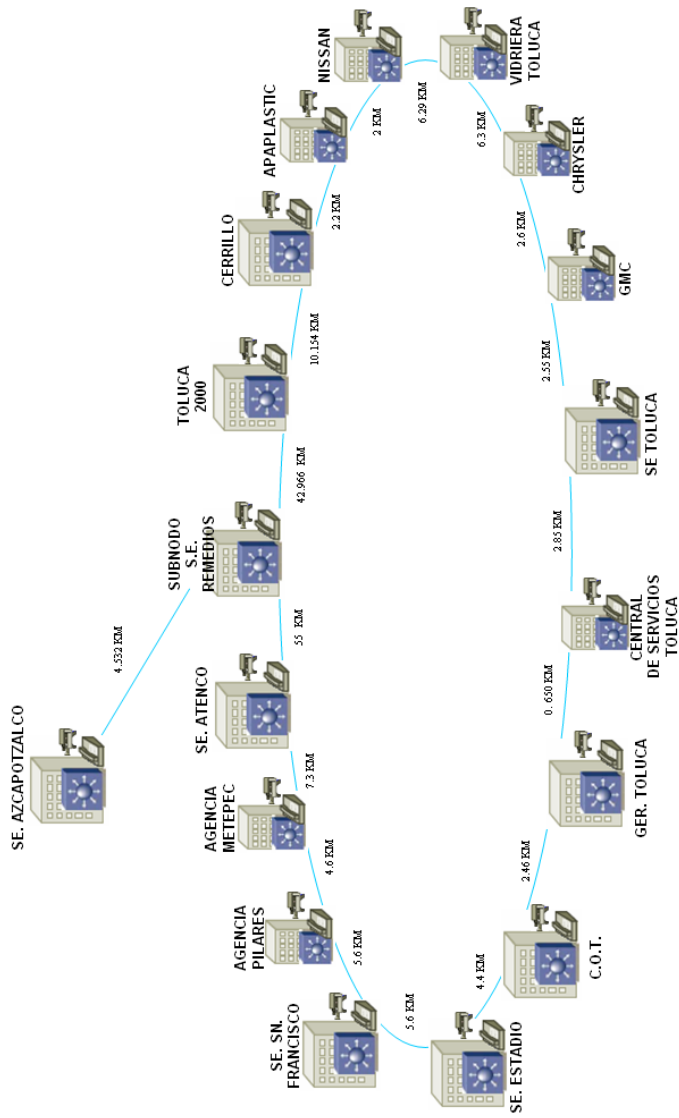 SE. AZCAPOTZALCO
4.532 KM
SUBNODO
S.E.
REMEDIOS
42.966 KM
TOLUCA
2000
10.154 KM
CERRILLO
2.2 KM
APAPLASTIC
2 KM
NISSAN
6.29 KM
VIDRIERA
TOLUCA
6.3 KM
CHRYSLER
2.6 KM
GMC
2.55 KM
SE TOLUCA
2.85 KM
CENTRAL
DE SERVICIOS
TOLUCA
0.650 KM
GER. TOLUCA
2.46 KM
C.O.T.
4.4 KM
SE. ESTADIO
5.6 KM
SE. SN.
FRANCISCO
5.6 KM
AGENCIA
PILARES
4.6 KM
AGENCIA
METEPEC
7.3 KM
SE. ATENCO
55 KM